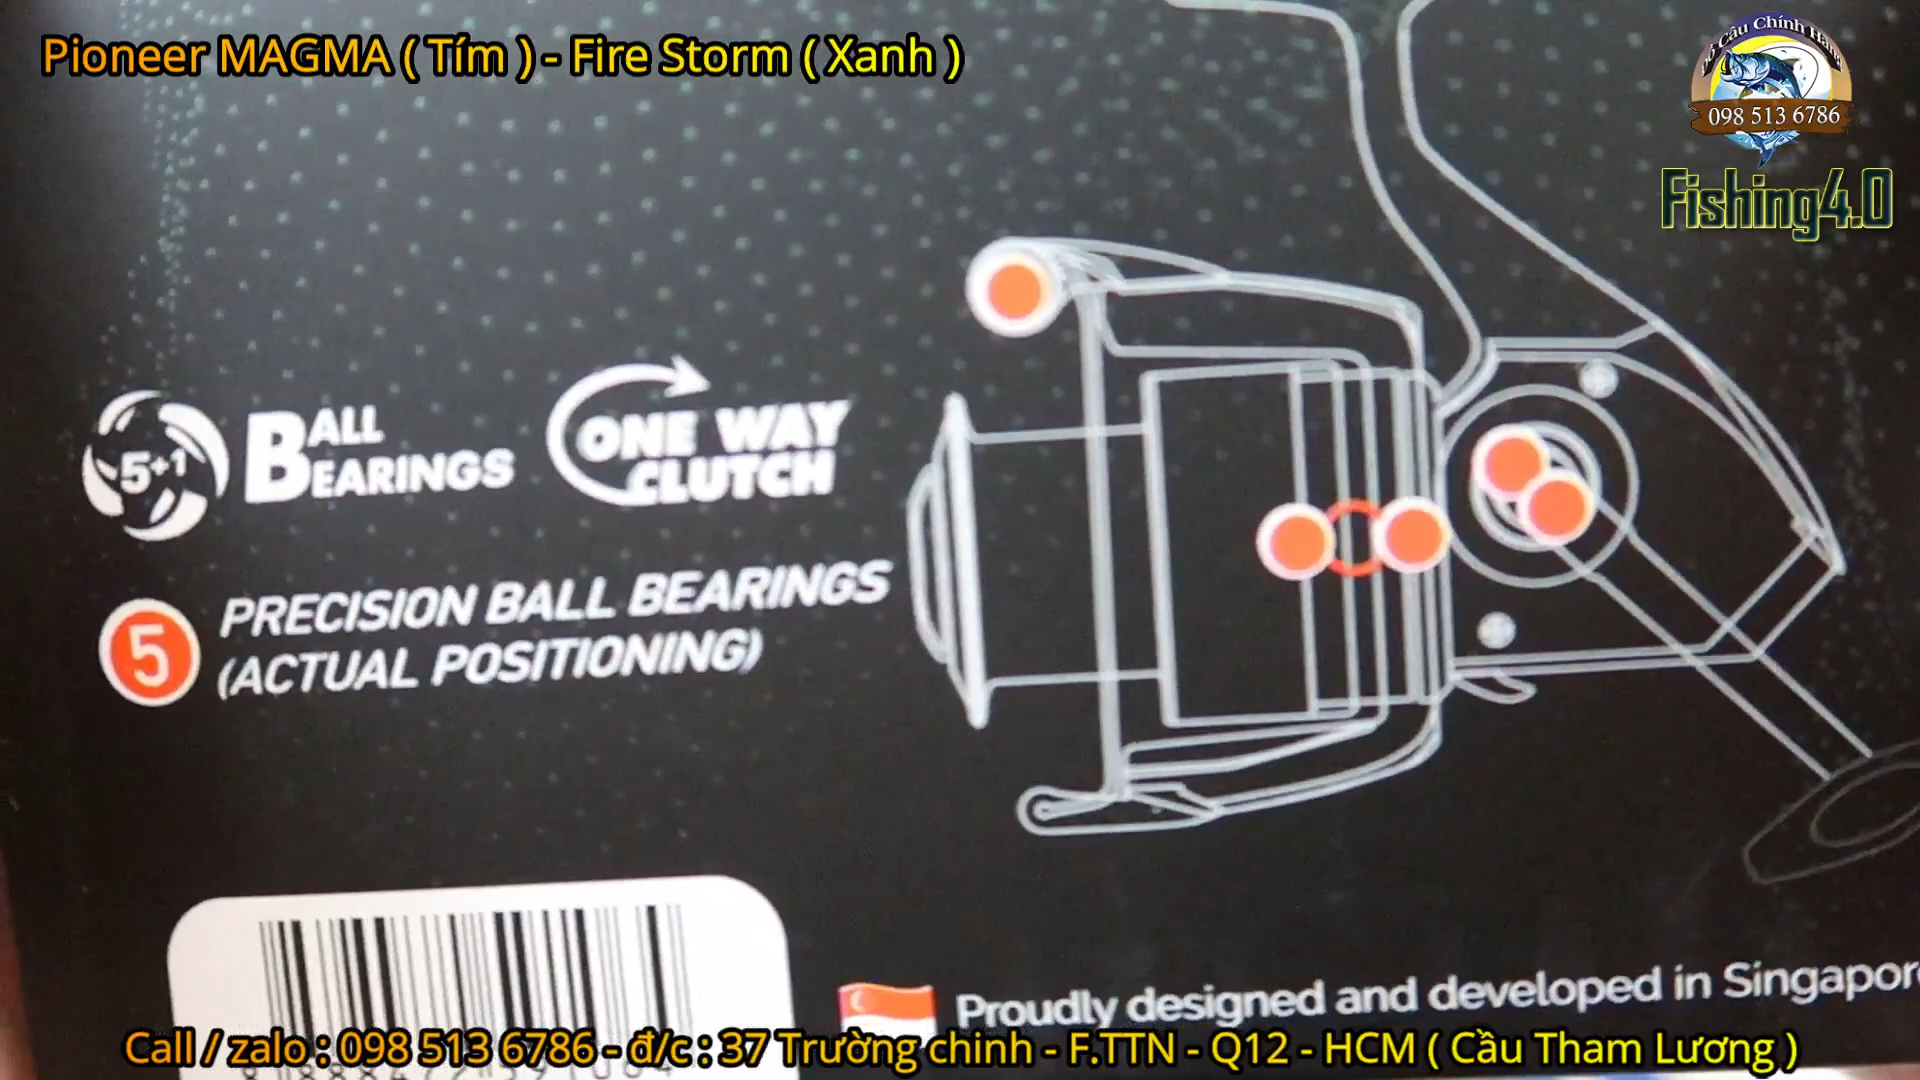 Pioneer MAGMA ( Tím ) - Fire Storm ( Xanh )
Câu Chính Hãng
098 513 6786
Fishing4.0
5+1
BALL BEARINGS
ONE WAY CLUTCH
5
PRECISION BALL BEARINGS
(ACTUAL POSITIONING)
Proudly designed and developed in
Call / zalo : 098 513 6786 - đ/c : 37 Trường chinh - F.TTN - Q12 - HCM ( Cầu Tham Lương )